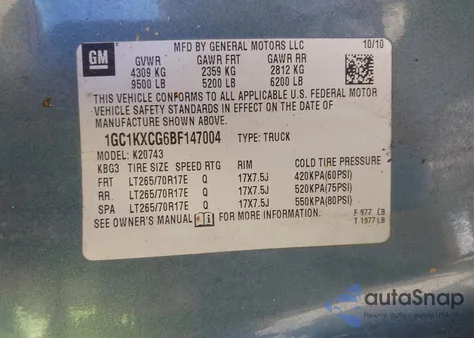 GM MFD BY GENERAL MOTORS LLC 10/10
GVWR GAWR FRT GAWR RR
4309 KG 2359 KG 2812 KG
9500 LB 5200 LB 6200 LB
THIS VEHICLE CONFORMS TO ALL APPLICABLE U.S. FEDERAL MOTOR
VEHICLE SAFETY STANDARDS IN EFFECT ON THE DATE OF
MANUFACTURE SHOWN ABOVE.
1GC1KXCG6BF147004 TYPE: TRUCK
MODEL: K20743
KBG3 TIRE SIZE SPEED RTG RIM COLD TIRE PRESSURE
FRT LT265/70R17E Q 17X7.5J 420KPA(60PSI)
RR LT265/70R17E Q 17X7.5J 520KPA(75PSI)
SPA LT265/70R17E Q 17X7.5J 550KPA(80PSI)
SEE OWNER'S MANUAL FOR MORE INFORMATION.
F 977 LB
T 1977 LB
autoSnap